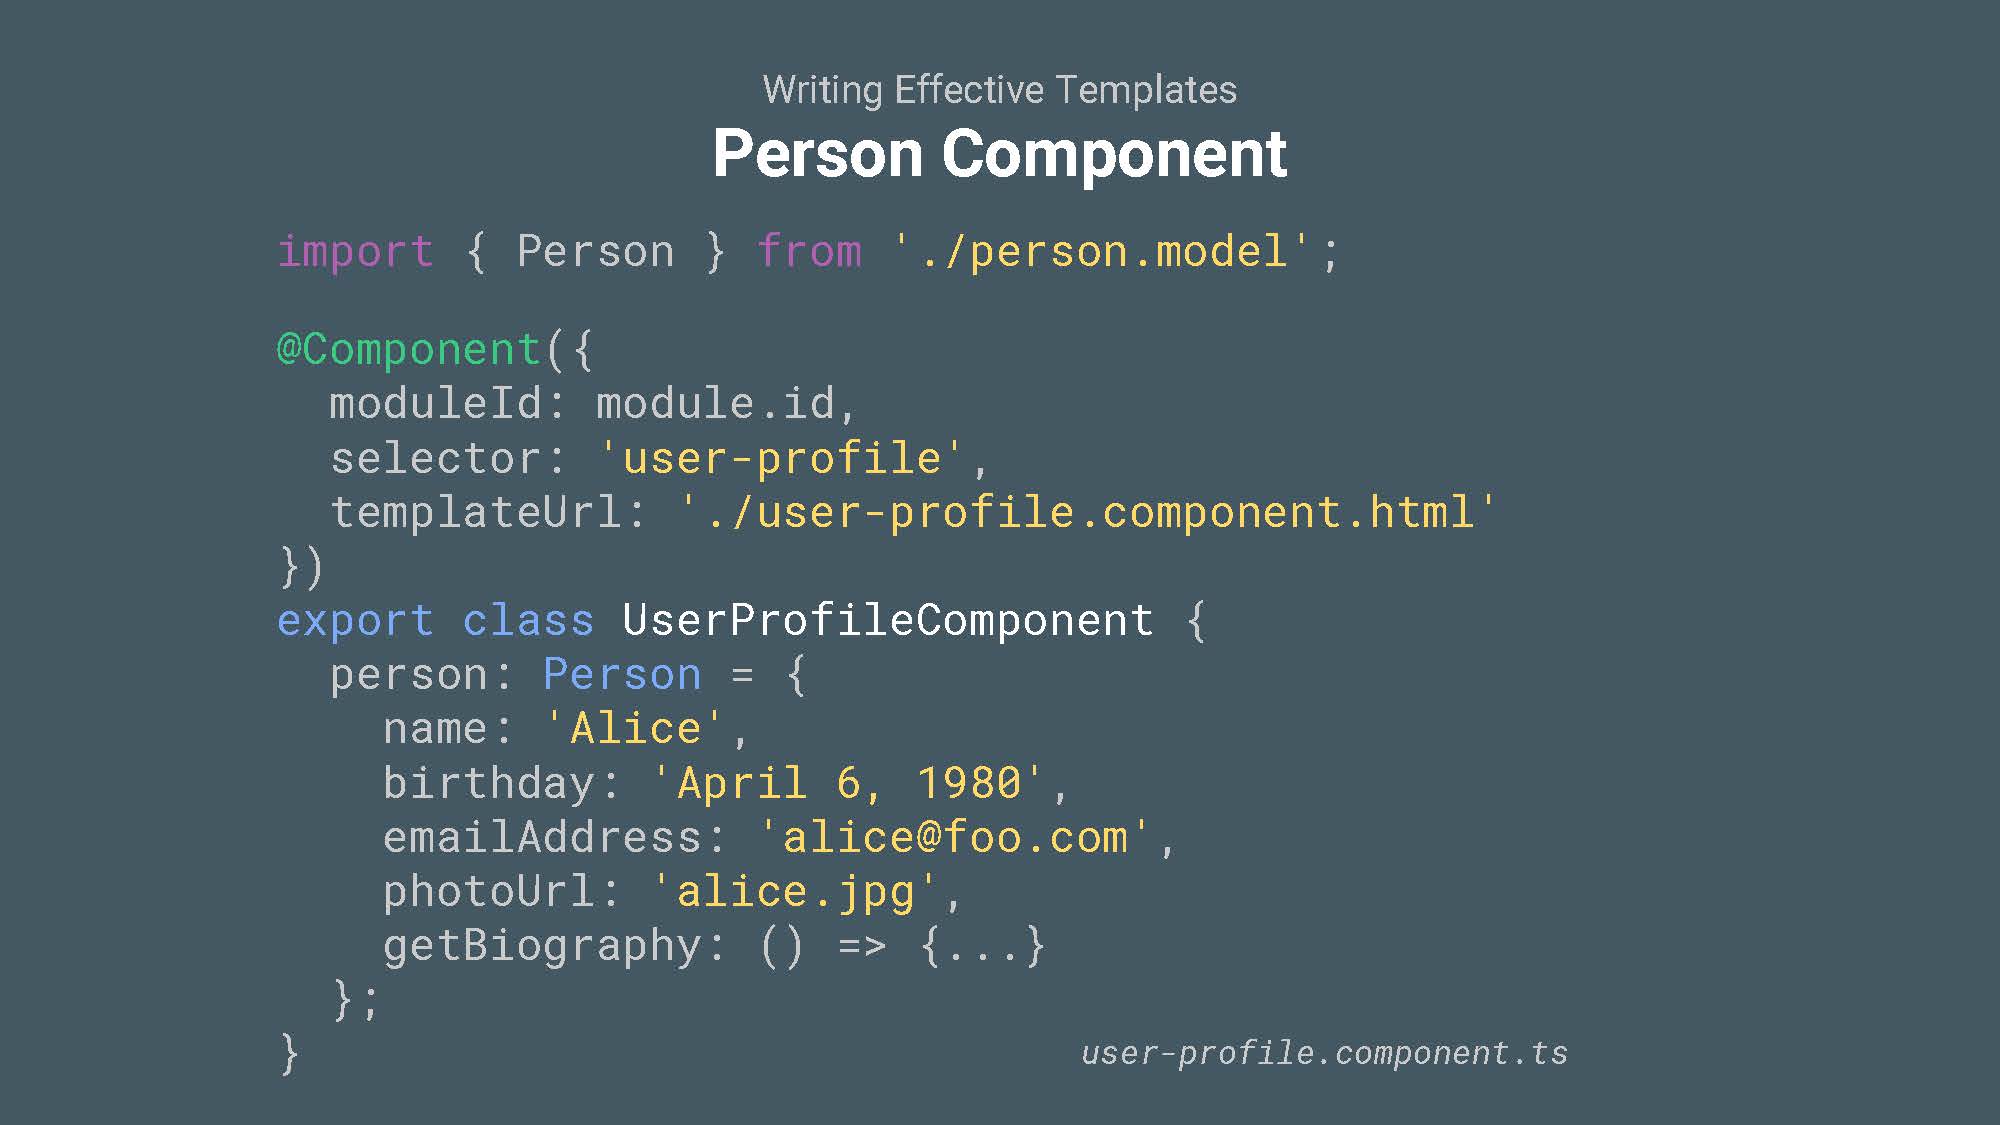 Writing Effective Templates
Person Component
import { Person } from './person.model';
@Component({
  moduleId: module.id,
  selector: 'user-profile',
  templateUrl: './user-profile.component.html'
})
export class UserProfileComponent {
  person: Person = {
    name: 'Alice',
    birthday: 'April 6, 1980',
    emailAddress: 'alice@foo.com',
    photoUrl: 'alice.jpg',
    getBiography: () => {...}
  };
}
user-profile.component.ts